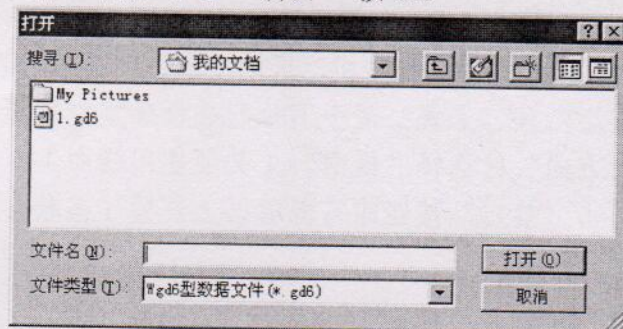 打开
搜寻(I): 我的文档
My Pictures
1.gd6
文件名(N): 打开(O)
文件类型(T): Wgd6型数据文件(*.gd6) 取消